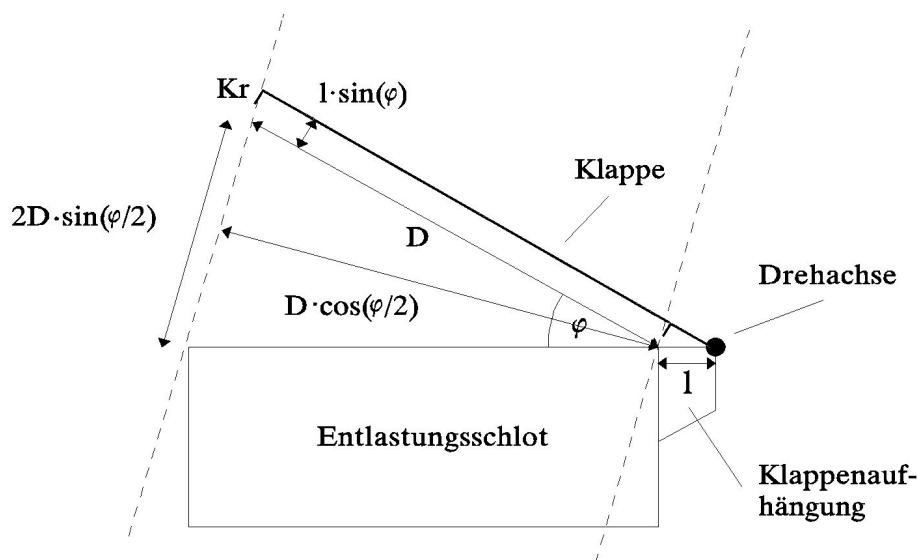 Kr
l·sin(φ)
Klappe
2D·sin(φ/2)
D
Drehachse
D·cos(φ/2)
φ
l
Entlastungsschlot
Klappenauf-
hängung